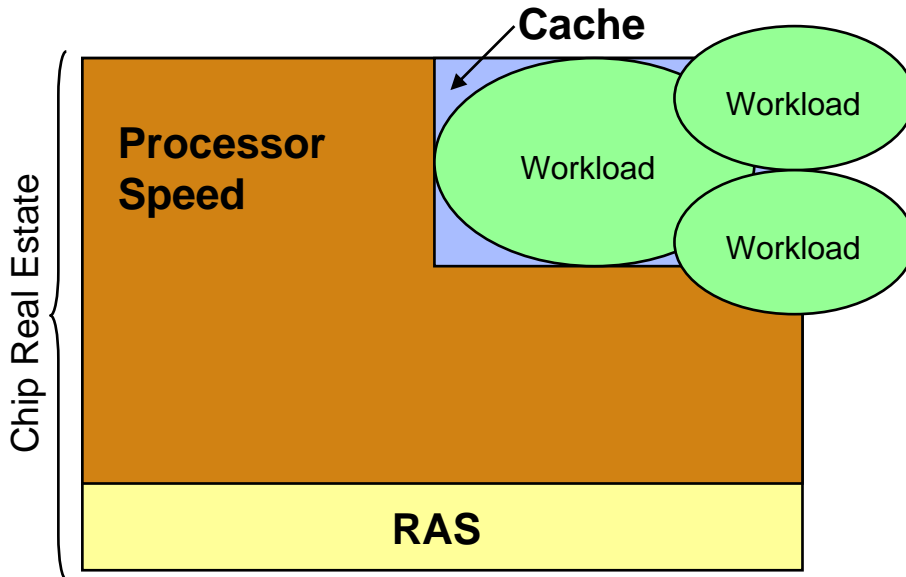 Cache
Workload
Processor
Speed
Workload
Workload
Chip Real Estate
RAS